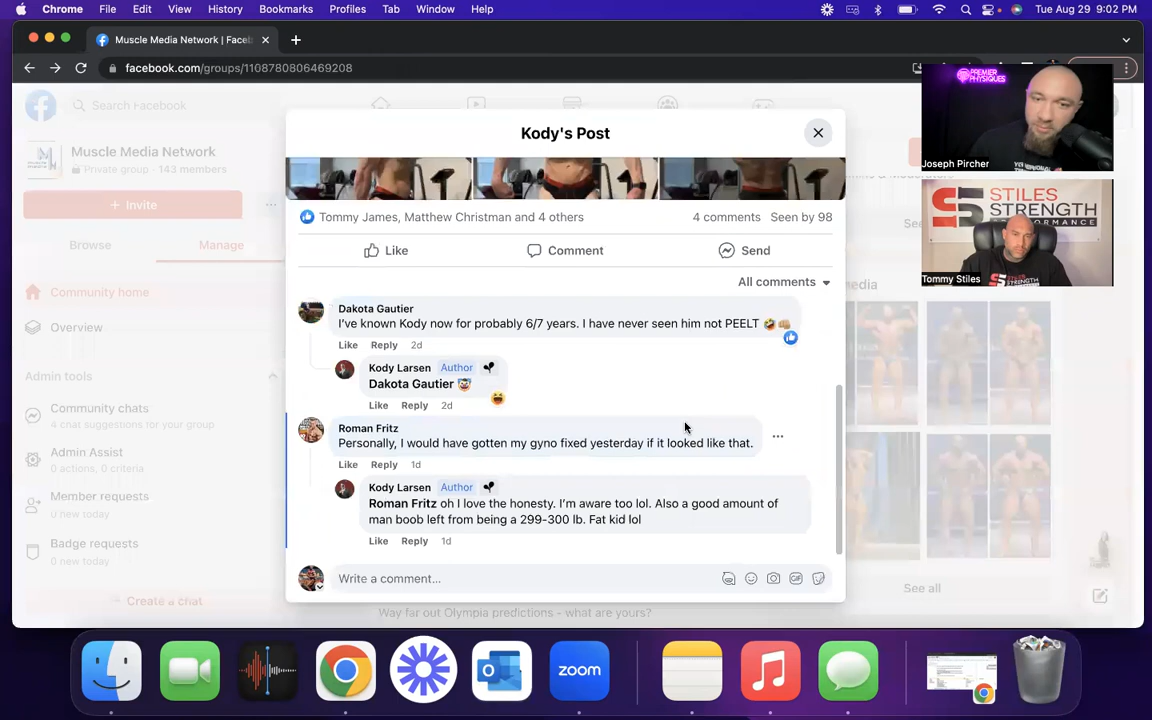 Chrome File Edit View History Bookmarks Profiles Tab Window Help Tue Aug 29 9:02 PM
Muscle Media Network | Faceb
facebook.com/groups/1108780806469208
Search Facebook
PREMIER PHYSIQUES
Joseph Pircher
Kody's Post
Muscle Media Network
Private group · 143 members
+ Invite
Browse Manage
Tommy James, Matthew Christman and 4 others 4 comments Seen by 98
Like Comment Send
STILES
STRENGTH
Tommy Stiles
All comments
Community home
Overview
Dakota Gautier
I've known Kody now for probably 6/7 years. I have never seen him not PEELT 🤣👊🏼
Like Reply 2d
Kody Larsen Author
Dakota Gautier 🤡
Like Reply 2d
Admin tools
Community chats
4 chat suggestions for your group
Admin Assist
0 actions, 0 criteria
Member requests
0 new today
Badge requests
0 new today
Create a chat
Roman Fritz
Personally, I would have gotten my gyno fixed yesterday if it looked like that.
Like Reply 1d
Kody Larsen Author
Roman Fritz oh I love the honesty. I'm aware too lol. Also a good amount of
man boob left from being a 299-300 lb. Fat kid lol
Like Reply 1d
Write a comment...
See all
Way far out Olympia predictions - what are yours?
zoom